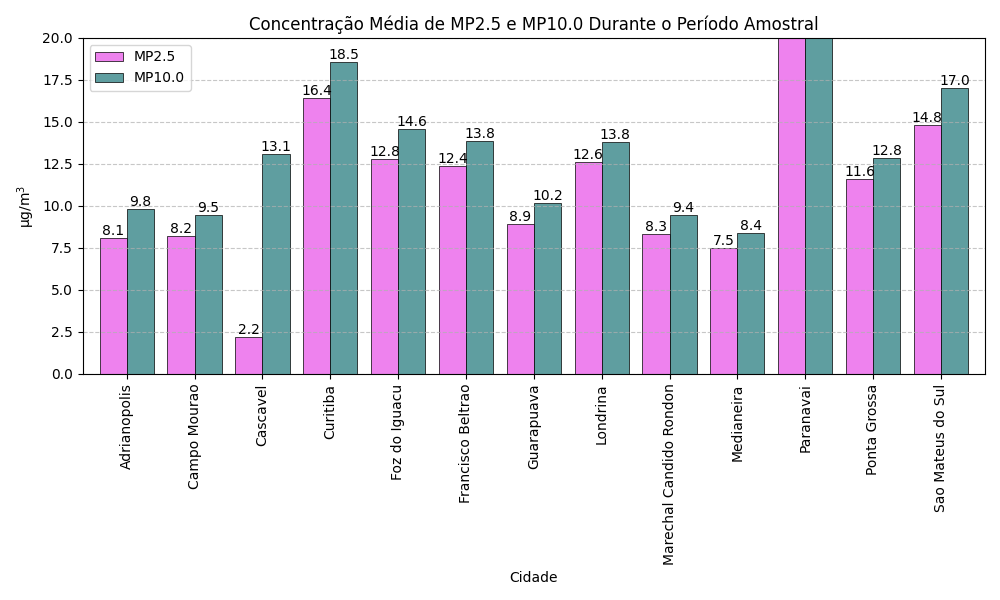 Concentração Média de MP2.5 e MP10.0 Durante o Período Amostral
MP2.5
MP10.0
µg/m³
20.0
17.5
15.0
12.5
10.0
7.5
5.0
2.5
0.0
8.1
9.8
8.2
9.5
2.2
13.1
16.4
18.5
12.8
14.6
12.4
13.8
8.9
10.2
12.6
13.8
8.3
9.4
7.5
8.4
11.6
12.8
14.8
17.0
Adrianopolis
Campo Mourao
Cascavel
Curitiba
Foz do Iguacu
Francisco Beltrao
Guarapuava
Londrina
Marechal Candido Rondon
Medianeira
Paranavai
Ponta Grossa
Sao Mateus do Sul
Cidade